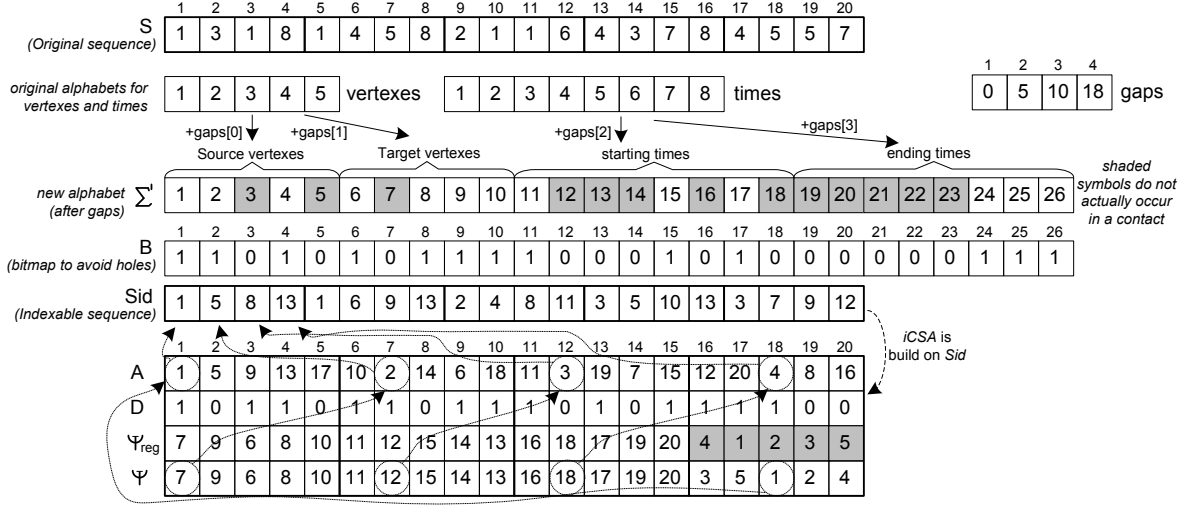 1 2 3 4 5 6 7 8 9 10 11 12 13 14 15 16 17 18 19 20
S 1 3 1 8 1 4 5 8 2 1 1 6 4 3 7 8 4 5 5 7
(Original sequence)
1 2 3 4
original alphabets for vertexes and times 1 2 3 4 5 vertexes 1 2 3 4 5 6 7 8 times 0 5 10 18 gaps
+gaps[0] +gaps[1] +gaps[2] +gaps[3]
Source vertexes Target vertexes starting times ending times
new alphabet (after gaps) Σ' 1 2 3 4 5 6 7 8 9 10 11 12 13 14 15 16 17 18 19 20 21 22 23 24 25 26
shaded symbols do not actually occur in a contact
1 2 3 4 5 6 7 8 9 10 11 12 13 14 15 16 17 18 19 20 21 22 23 24 25 26
B 1 1 0 1 0 1 0 1 1 1 1 0 0 0 1 0 1 0 0 0 0 0 0 1 1 1
(bitmap to avoid holes)
Sid 1 5 8 13 1 6 9 13 2 4 8 11 3 5 10 13 3 7 9 12
(Indexable sequence)
iCSA is build on Sid
1 2 3 4 5 6 7 8 9 10 11 12 13 14 15 16 17 18 19 20
A 1 5 9 13 17 10 2 14 6 18 11 3 19 7 15 12 20 4 8 16
D 1 0 1 1 0 1 1 0 1 1 1 0 1 0 1 1 1 1 0 0
Ψreg 7 9 6 8 10 11 12 15 14 13 16 18 17 19 20 4 1 2 3 5
Ψ 7 9 6 8 10 11 12 15 14 13 16 18 17 19 20 3 5 1 2 4